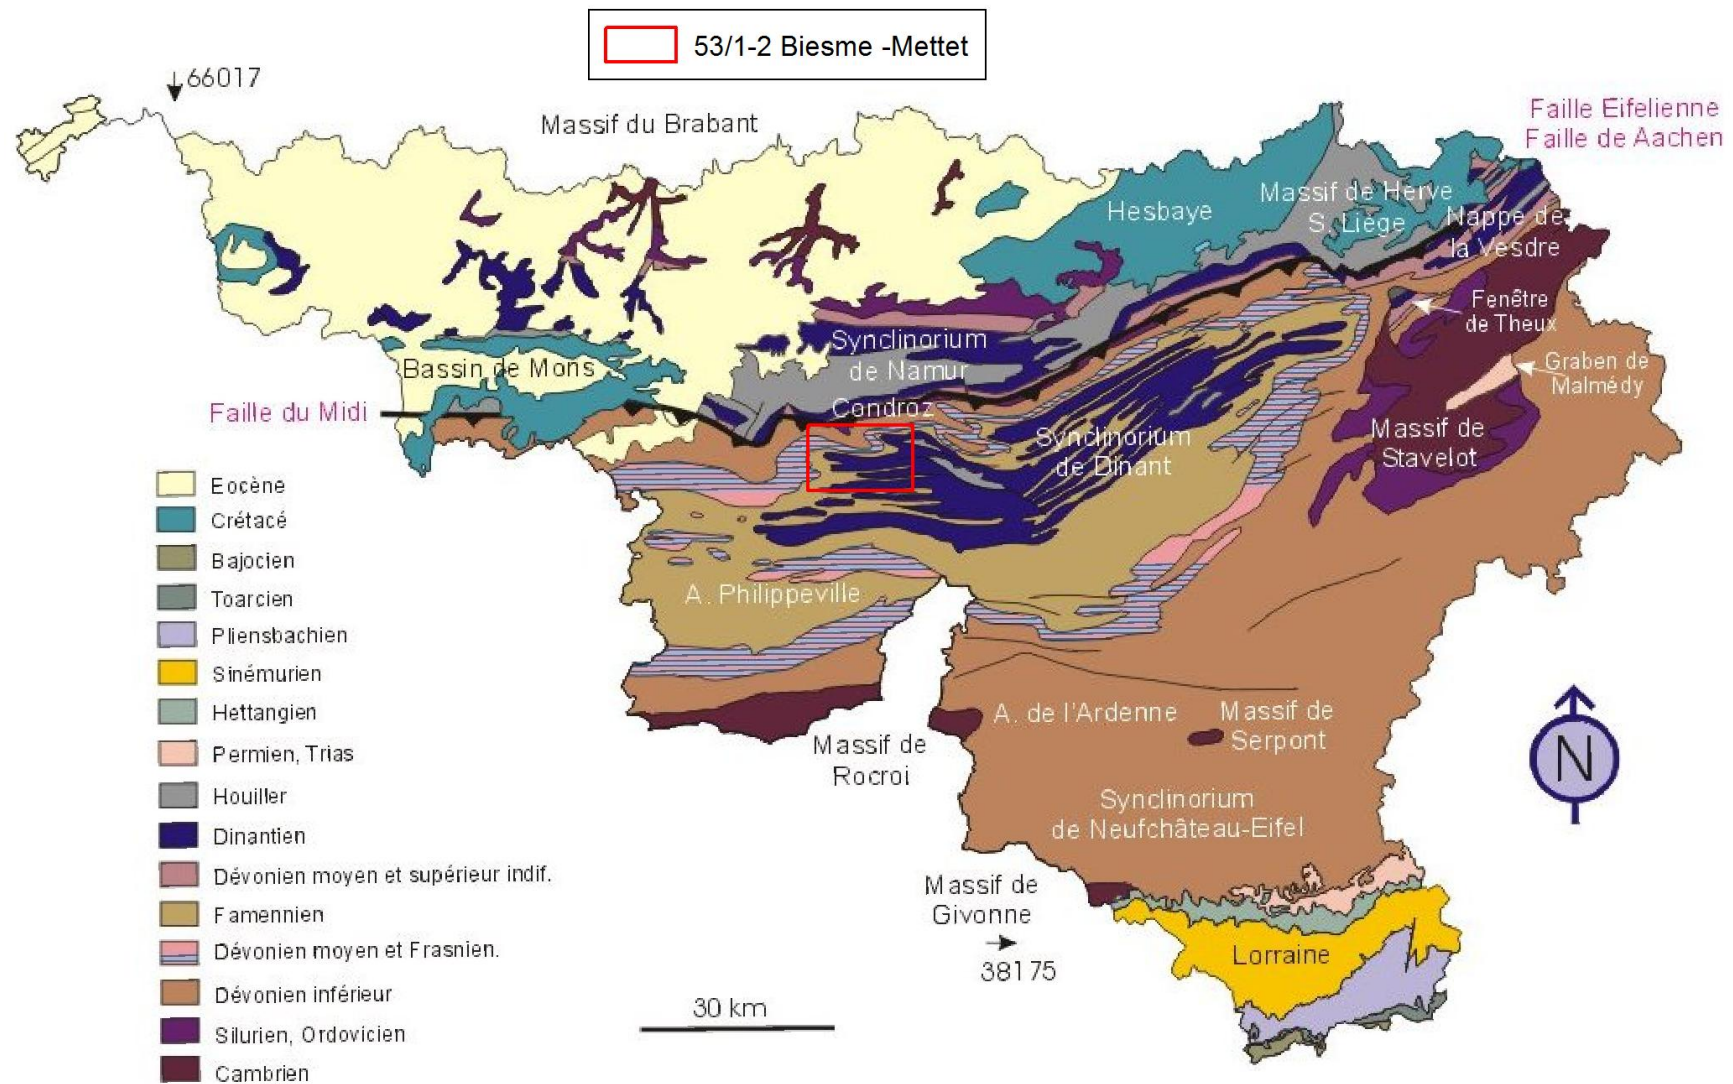 53/1-2 Biesme -Mettet
66017
Massif du Brabant
Faille Eifelienne
Faille de Aachen
Hesbaye
Massif de Herve
S. Liège
Nappe de
la Vesdre
Fenêtre
de Theux
Synclinorium
de Namur
Bassin de Mons
Graben de
Malmédy
Faille du Midi
Condroz
Synclinorium
de Dinant
Massif de
Stavelot
A. Philippeville
A. de l'Ardenne
Massif de
Serpont
Massif de
Rocroi
Synclinorium
de Neufchâteau-Eifel
Massif de
Givonne
38175
Lorraine
30 km
N
Eocène
Crétacé
Bajocien
Toarcien
Pliensbachien
Sinémurien
Hettangien
Permien, Trias
Houiller
Dinantien
Dévonien moyen et supérieur indif.
Famennien
Dévonien moyen et Frasnien.
Dévonien inférieur
Silurien, Ordovicien
Cambrien